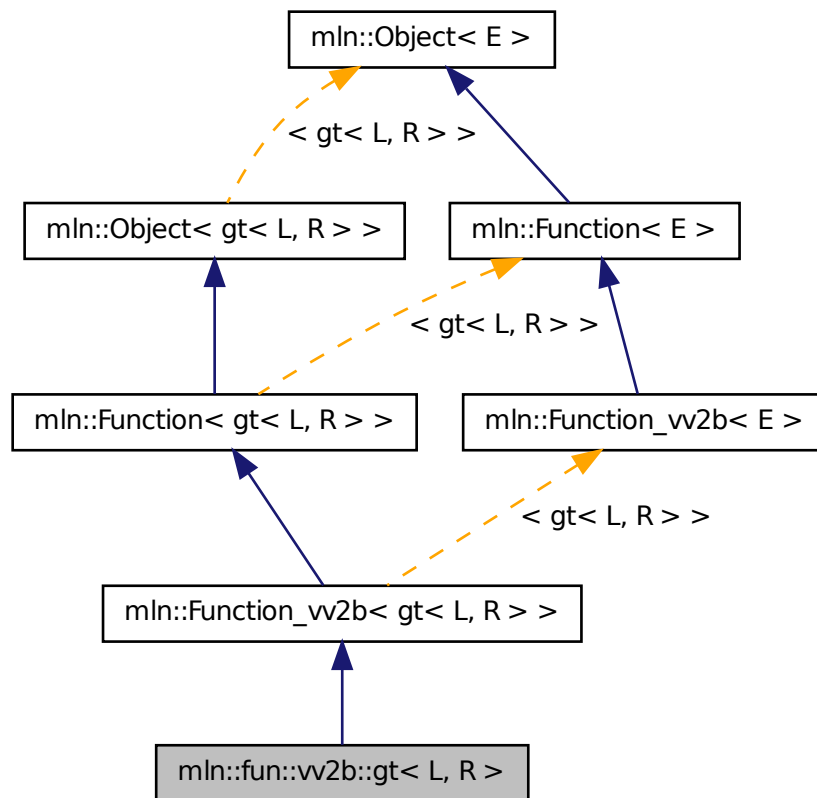 mln::Object< E >
< gt< L, R > >
mln::Object< gt< L, R > >
mln::Function< E >
< gt< L, R > >
mln::Function< gt< L, R > >
mln::Function_vv2b< E >
< gt< L, R > >
mln::Function_vv2b< gt< L, R > >
mln::fun::vv2b::gt< L, R >